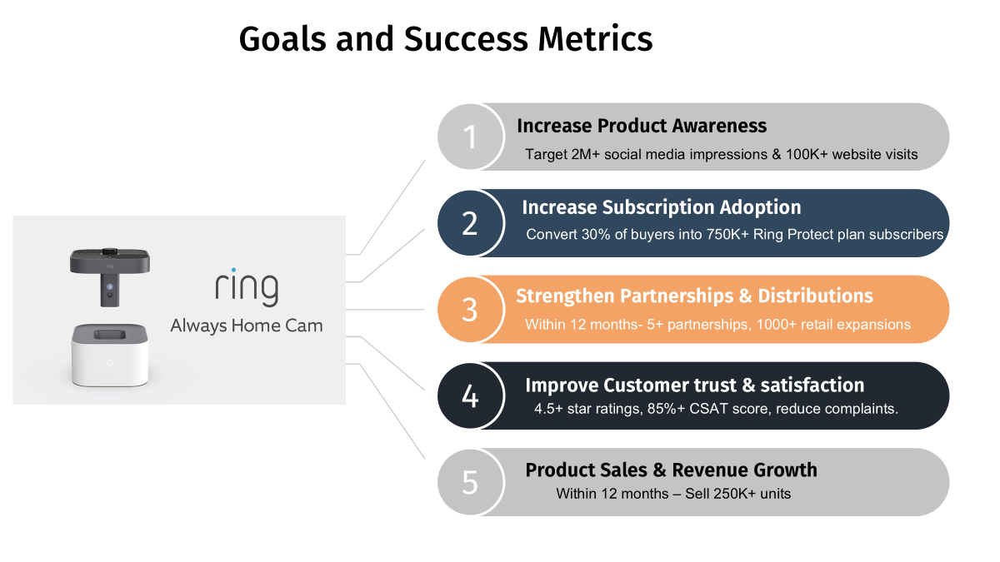 Goals and Success Metrics
1
Increase Product Awareness
Target 2M+ social media impressions & 100K+ website visits
2
Increase Subscription Adoption
Convert 30% of buyers into 750K+ Ring Protect plan subscribers
ring
Always Home Cam
3
Strengthen Partnerships & Distributions
Within 12 months- 5+ partnerships, 1000+ retail expansions
4
Improve Customer trust & satisfaction
4.5+ star ratings, 85%+ CSAT score, reduce complaints.
5
Product Sales & Revenue Growth
Within 12 months – Sell 250K+ units